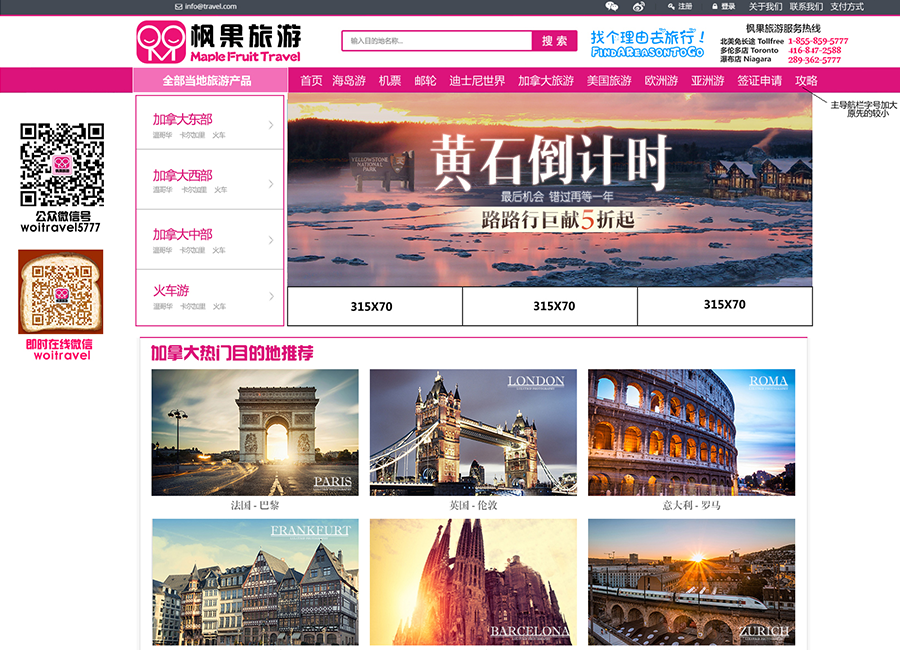 info@travel.com
注册
登录
关于我们
联系我们
支付方式
枫果旅游
Maple Fruit Travel
输入目的地名称...
搜 索
找个理由去旅行！
FINDAREASONTOGO
枫果旅游服务热线
北美免长途 Tollfree 1-855-859-5777
多伦多店 Toronto 416-847-2588
瀑布店 Niagara 289-362-5777
全部当地旅游产品
首页
海岛游
机票
邮轮
迪士尼世界
加拿大旅游
美国旅游
欧洲游
亚洲游
签证申请
攻略
主导航栏字号加大
原先的较小
公众微信号
woitravel5777
即时在线微信
woitravel
加拿大东部
温哥华 卡尔加里 火车
加拿大西部
温哥华 卡尔加里 火车
加拿大中部
温哥华 卡尔加里 火车
火车游
温哥华 卡尔加里 火车
YELLOWSTONE
NATIONAL
PARK
黄石倒计时
最后机会 错过再等一年
路路行巨献5折起
315X70
315X70
315X70
加拿大热门目的地推荐
PARIS
LONDON
ROMA
法国 - 巴黎
英国 - 伦敦
意大利 - 罗马
FRANKFURT
BARCELONA
ZURICH